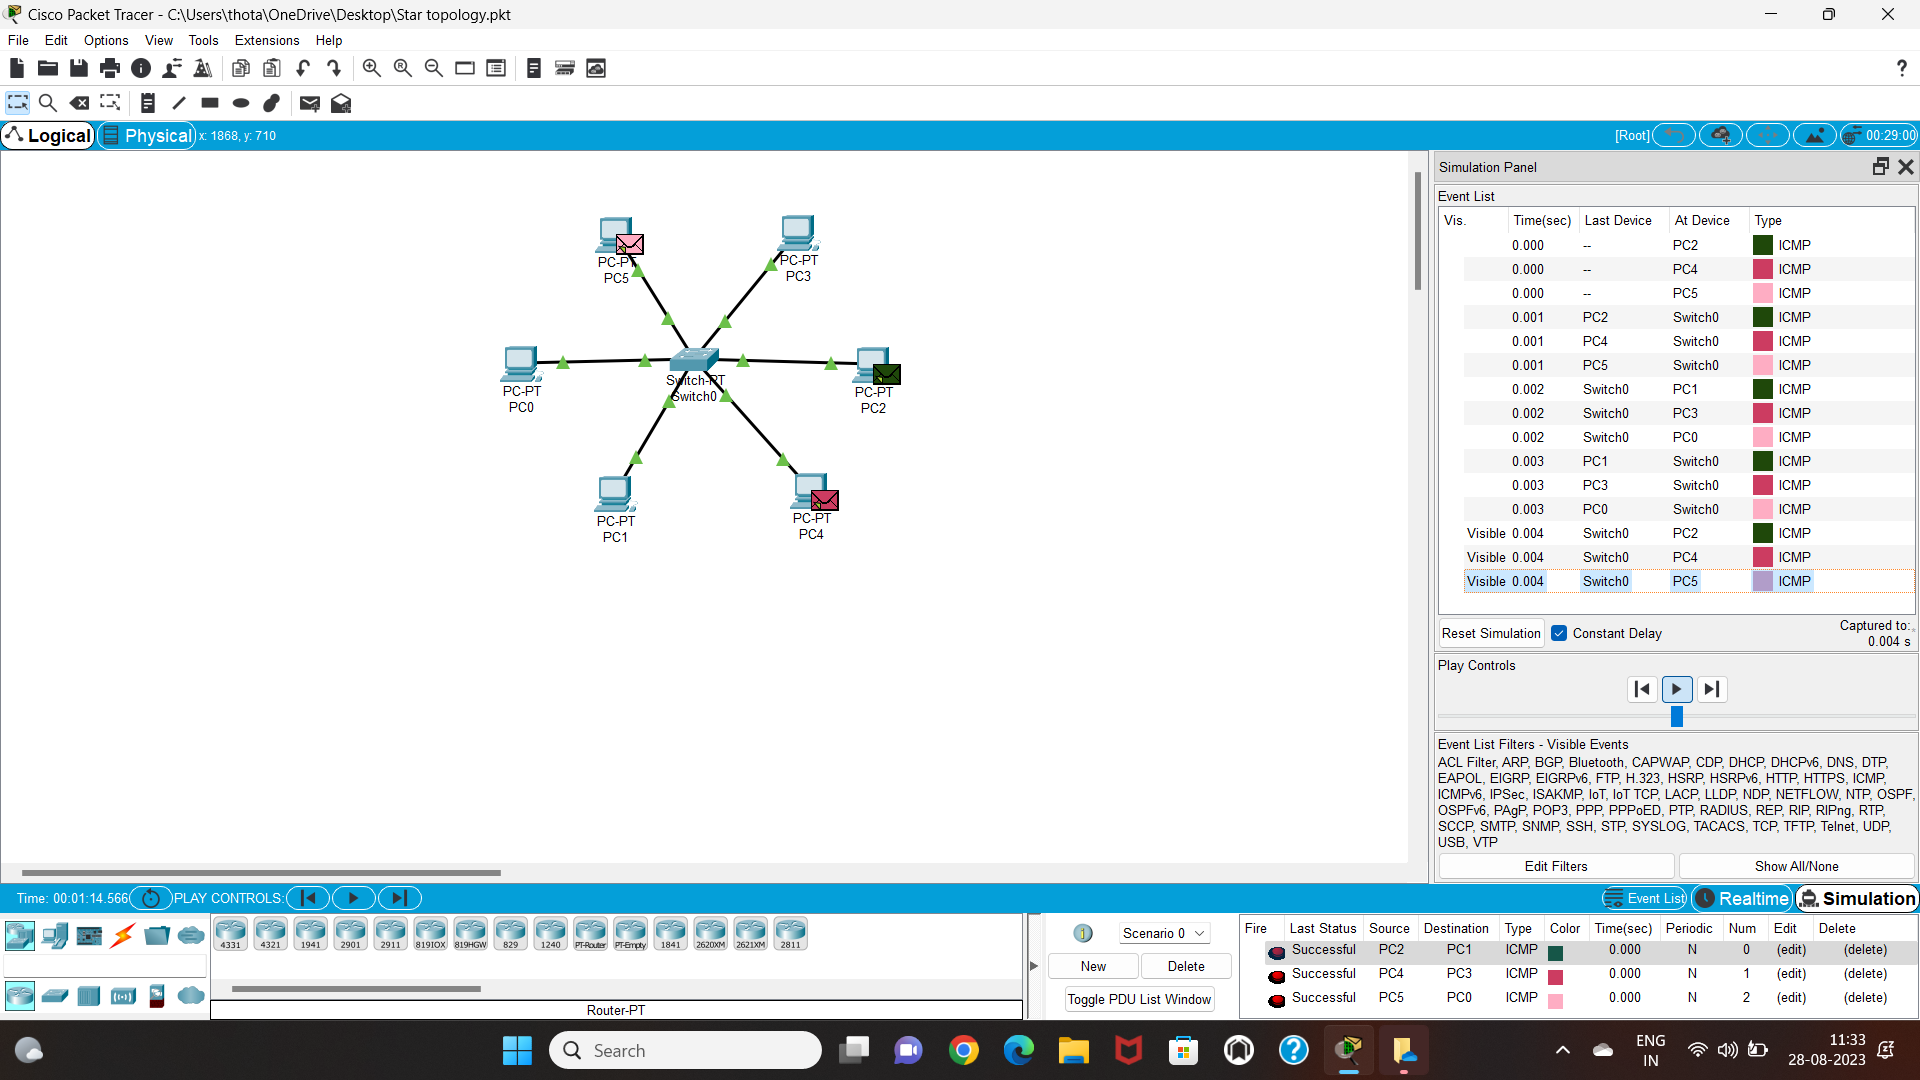 Cisco Packet Tracer - C:\Users\thota\OneDrive\Desktop\Star topology.pkt
File Edit Options View Tools Extensions Help
Logical Physical x: 1868, y: 710 [Root] 00:29:00
PC-PT
PC5
PC-PT
PC3
PC-PT
PC0
Switch-PT
Switch0
PC-PT
PC2
PC-PT
PC1
PC-PT
PC4
Simulation Panel
Event List
Vis. Time(sec) Last Device At Device Type
0.000 -- PC2 ICMP
0.000 -- PC4 ICMP
0.000 -- PC5 ICMP
0.001 PC2 Switch0 ICMP
0.001 PC4 Switch0 ICMP
0.001 PC5 Switch0 ICMP
0.002 Switch0 PC1 ICMP
0.002 Switch0 PC3 ICMP
0.002 Switch0 PC0 ICMP
0.003 PC1 Switch0 ICMP
0.003 PC3 Switch0 ICMP
0.003 PC0 Switch0 ICMP
Visible 0.004 Switch0 PC2 ICMP
Visible 0.004 Switch0 PC4 ICMP
Visible 0.004 Switch0 PC5 ICMP
Reset Simulation Constant Delay Captured to:
0.004 s
Play Controls
Event List Filters - Visible Events
ACL Filter, ARP, BGP, Bluetooth, CAPWAP, CDP, DHCP, DHCPv6, DNS, DTP,
EAPOL, EIGRP, EIGRPv6, FTP, H.323, HSRP, HSRPv6, HTTP, HTTPS, ICMP,
ICMPv6, IPSec, ISAKMP, IoT, IoT TCP, LACP, LLDP, NDP, NETFLOW, NTP, OSPF,
OSPFv6, PAgP, POP3, PPP, PPPoED, PTP, RADIUS, REP, RIP, RIPng, RTP,
SCCP, SMTP, SNMP, SSH, STP, SYSLOG, TACACS, TCP, TFTP, Telnet, UDP,
USB, VTP
Edit Filters Show All/None
Time: 00:01:14.566 PLAY CONTROLS: Event List Realtime Simulation
4331 4321 1941 2901 2911 819IOX 819HGW 829 1240 PT-Router PT-Empty 1841 2620XM 2621XM 2811
Router-PT
1 Scenario 0
New Delete
Toggle PDU List Window
Fire Last Status Source Destination Type Color Time(sec) Periodic Num Edit Delete
Successful PC2 PC1 ICMP 0.000 N 0 (edit) (delete)
Successful PC4 PC3 ICMP 0.000 N 1 (edit) (delete)
Successful PC5 PC0 ICMP 0.000 N 2 (edit) (delete)
Search
ENG
IN
11:33
28-08-2023